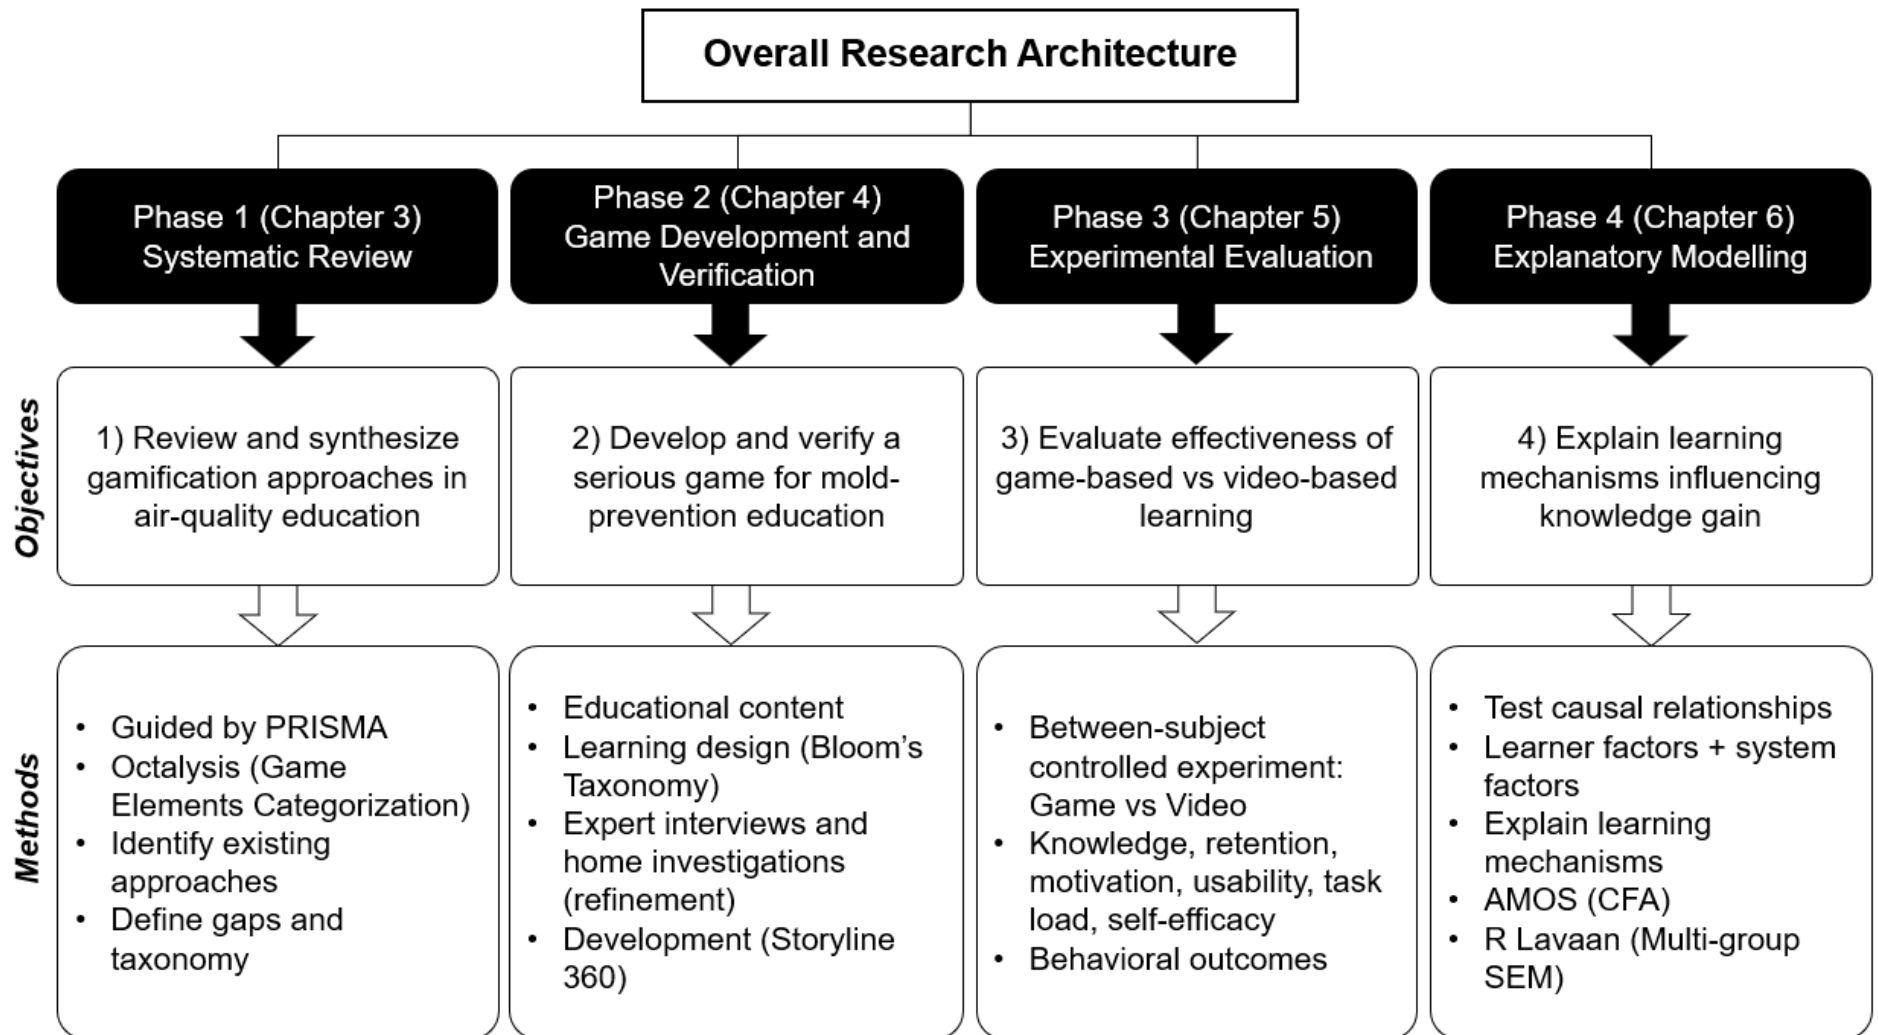 Overall Research Architecture
Phase 1 (Chapter 3)
Systematic Review
Phase 2 (Chapter 4)
Game Development and
Verification
Phase 3 (Chapter 5)
Experimental Evaluation
Phase 4 (Chapter 6)
Explanatory Modelling
Objectives
1) Review and synthesize
gamification approaches in
air-quality education
2) Develop and verify a
serious game for mold-
prevention education
3) Evaluate effectiveness of
game-based vs video-based
learning
4) Explain learning
mechanisms influencing
knowledge gain
Methods
• Guided by PRISMA
• Octalysis (Game
Elements Categorization)
• Identify existing
approaches
• Define gaps and
taxonomy
• Educational content
• Learning design (Bloom’s
Taxonomy)
• Expert interviews and
home investigations
(refinement)
• Development (Storyline
360)
• Between-subject
controlled experiment:
Game vs Video
• Knowledge, retention,
motivation, usability, task
load, self-efficacy
• Behavioral outcomes
• Test causal relationships
• Learner factors + system
factors
• Explain learning
mechanisms
• AMOS (CFA)
• R Lavaan (Multi-group
SEM)